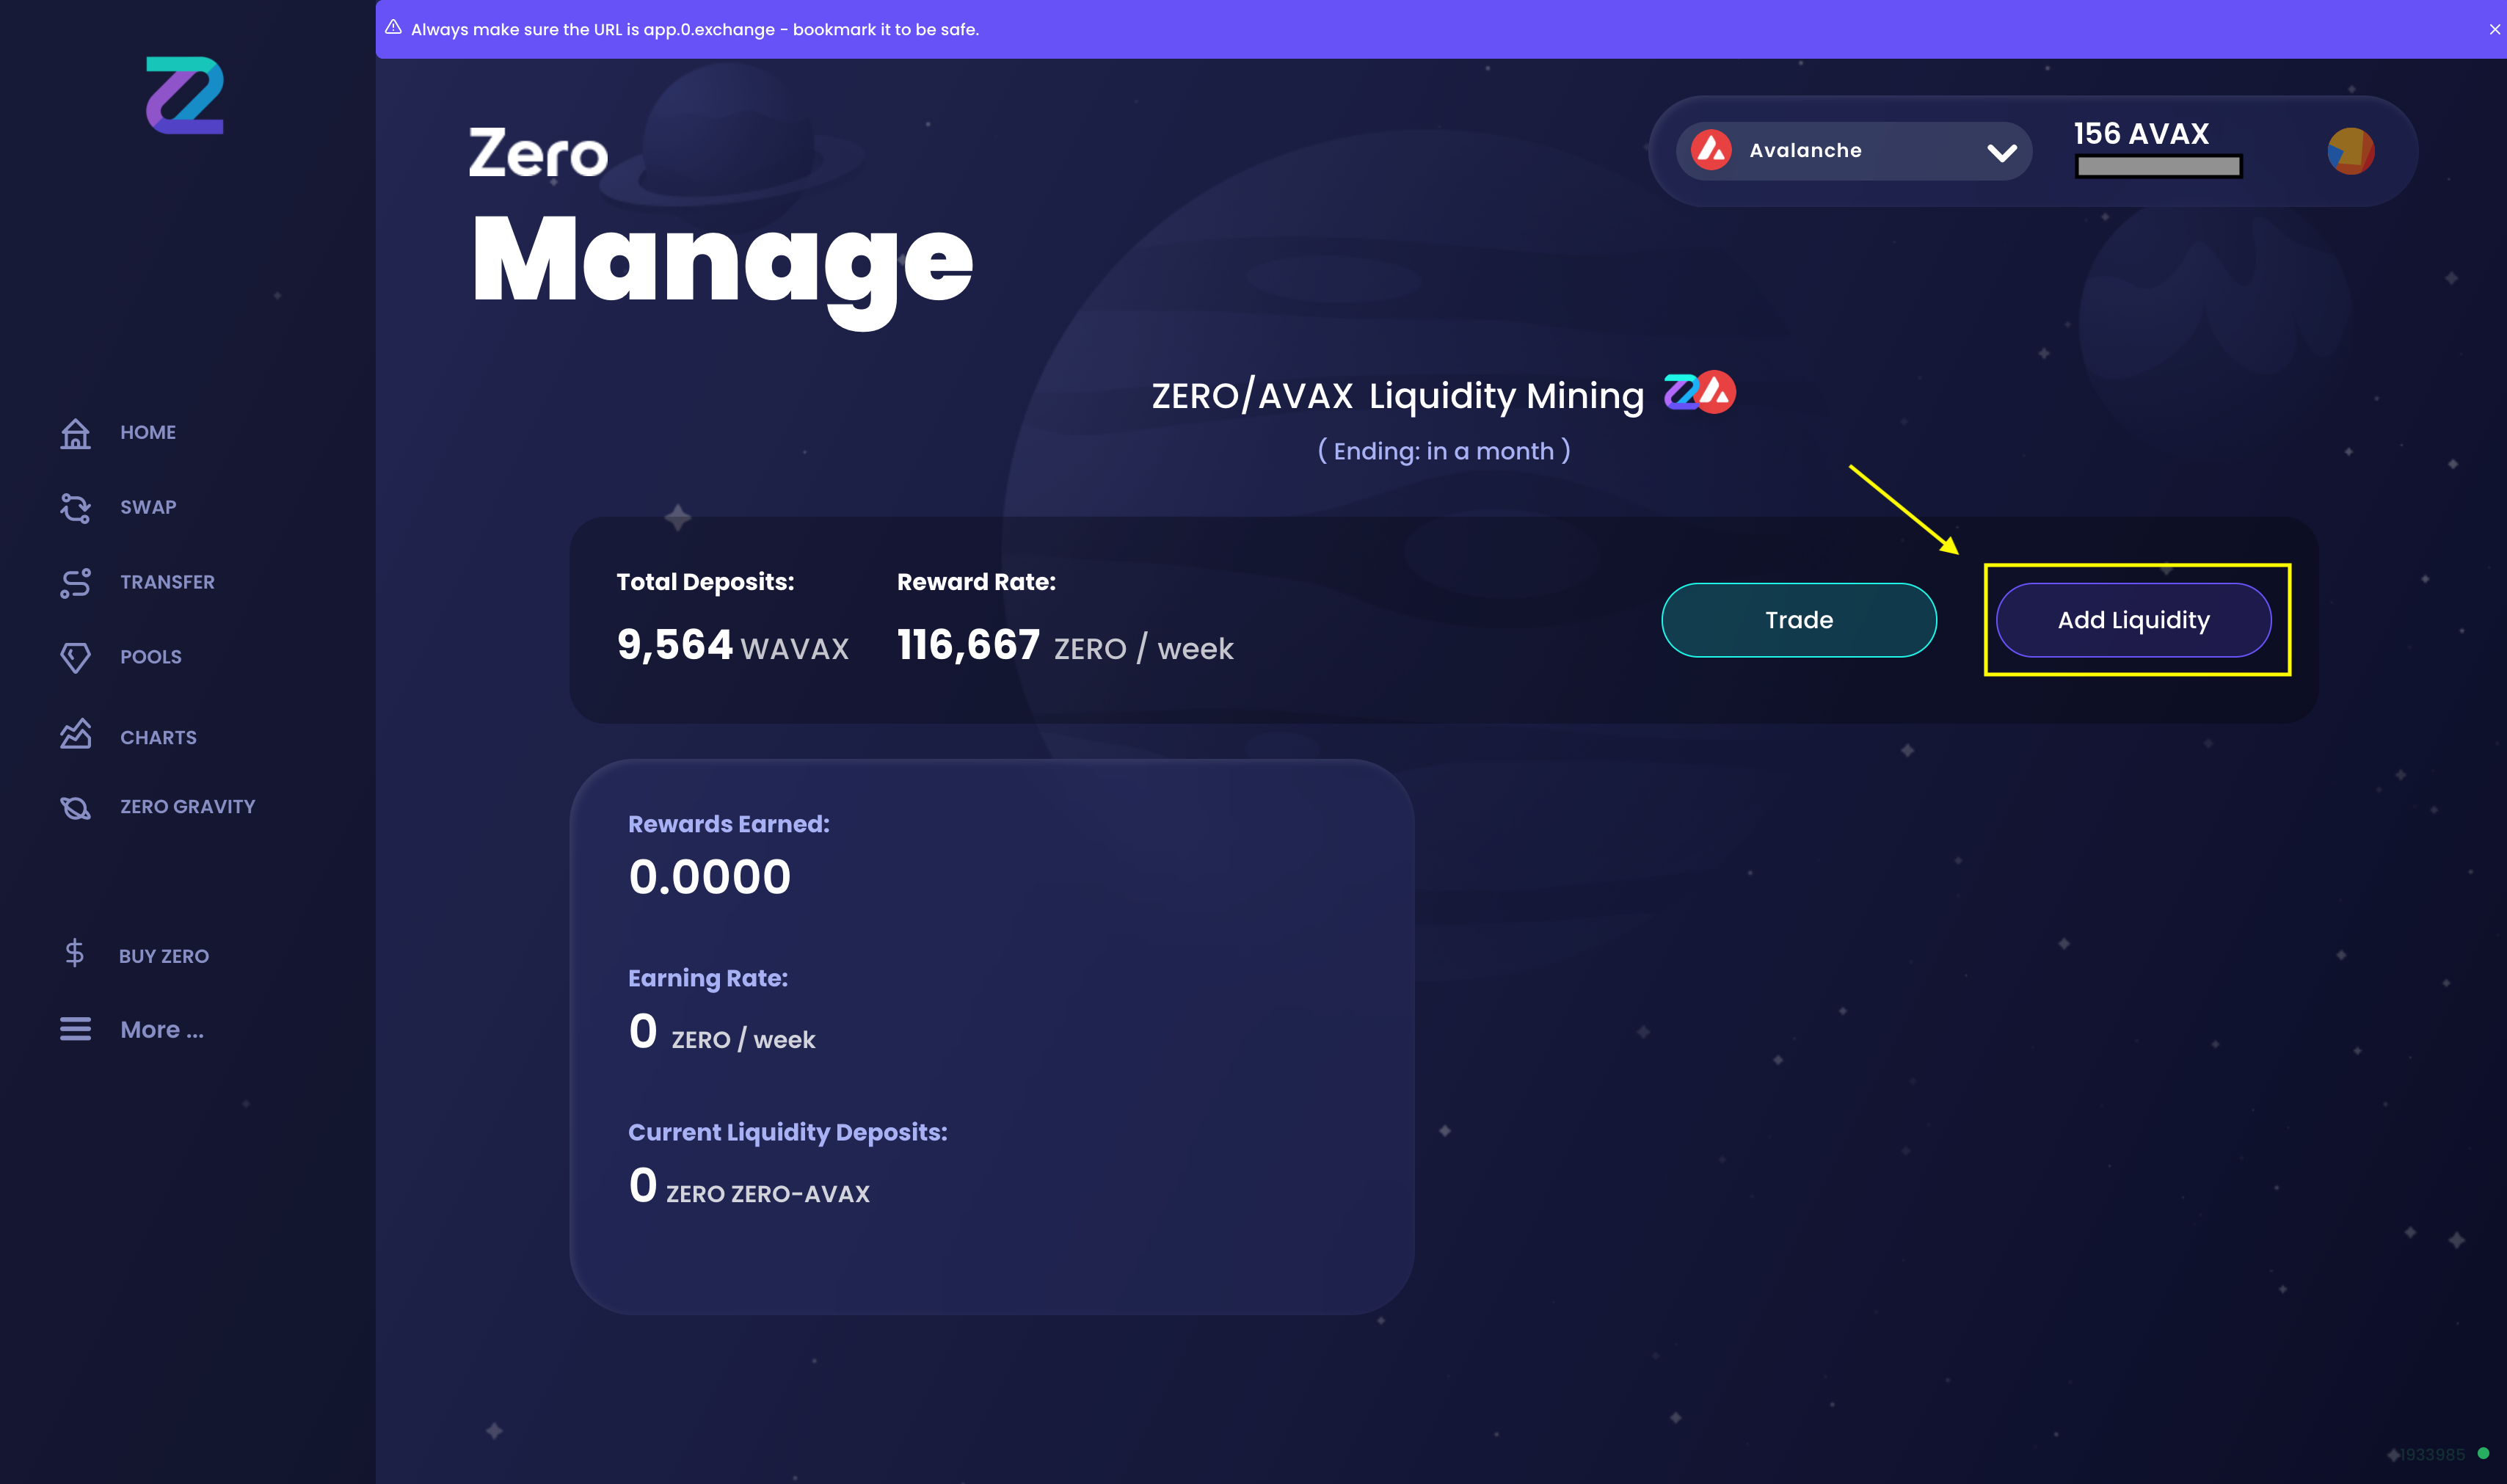 Always make sure the URL is app.0.exchange - bookmark it to be safe.
Zero
Manage
Avalanche
156 AVAX
HOME
SWAP
TRANSFER
POOLS
CHARTS
ZERO GRAVITY
BUY ZERO
More ...
ZERO/AVAX Liquidity Mining
( Ending: in a month )
Total Deposits:
9,564 WAVAX
Reward Rate:
116,667 ZERO / week
Trade
Add Liquidity
Rewards Earned:
0.0000
Earning Rate:
0 ZERO / week
Current Liquidity Deposits:
0 ZERO ZERO-AVAX
1933985